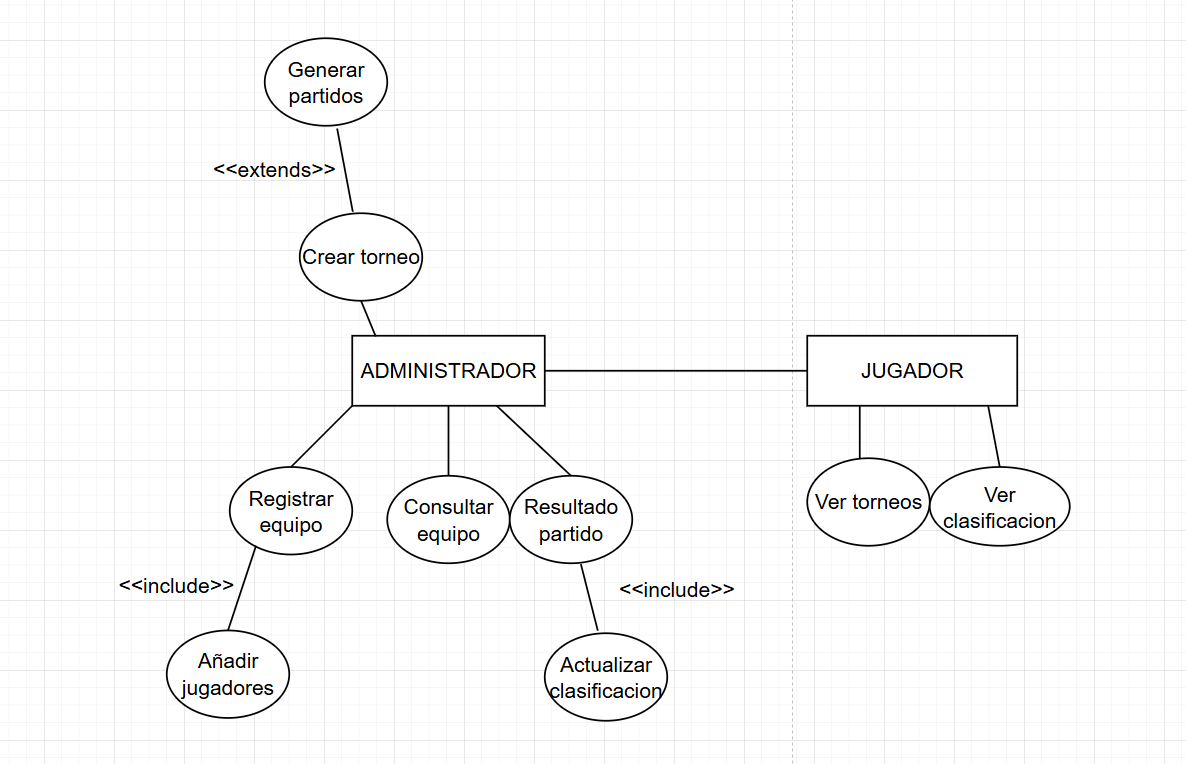 Generar
partidos
<<extends>>
Crear torneo
ADMINISTRADOR
JUGADOR
Registrar
equipo
Consultar
equipo
Resultado
partido
Ver torneos
Ver
clasificacion
<<include>>
<<include>>
Añadir
jugadores
Actualizar
clasificacion